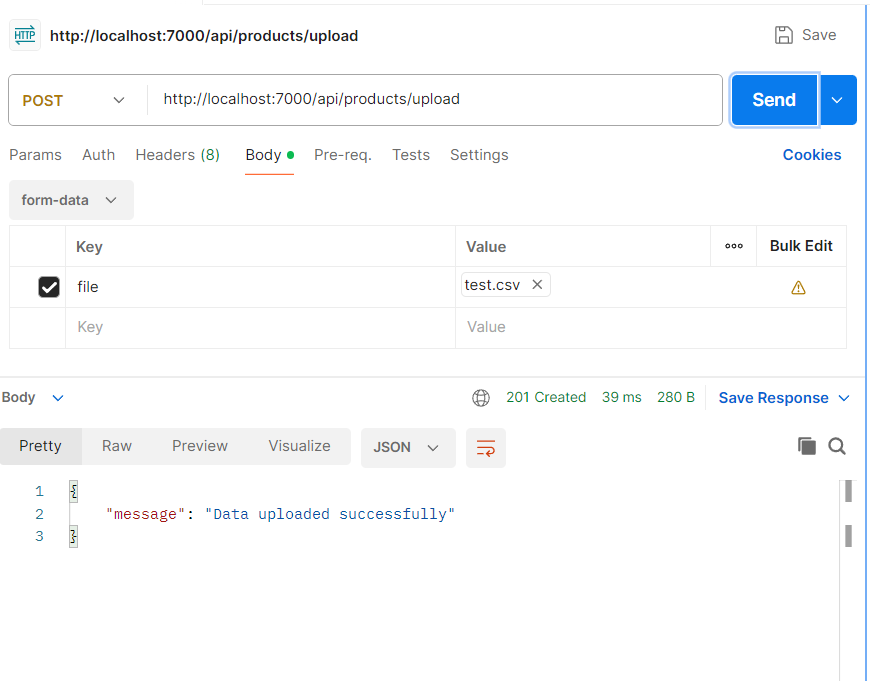 HTTP http://localhost:7000/api/products/upload Save
POST http://localhost:7000/api/products/upload Send
Params Auth Headers (8) Body Pre-req. Tests Settings Cookies
form-data
Key Value Bulk Edit
file test.csv
Key Value
Body 201 Created 39 ms 280 B Save Response
Pretty Raw Preview Visualize JSON
1 {
2 "message": "Data uploaded successfully"
3 }